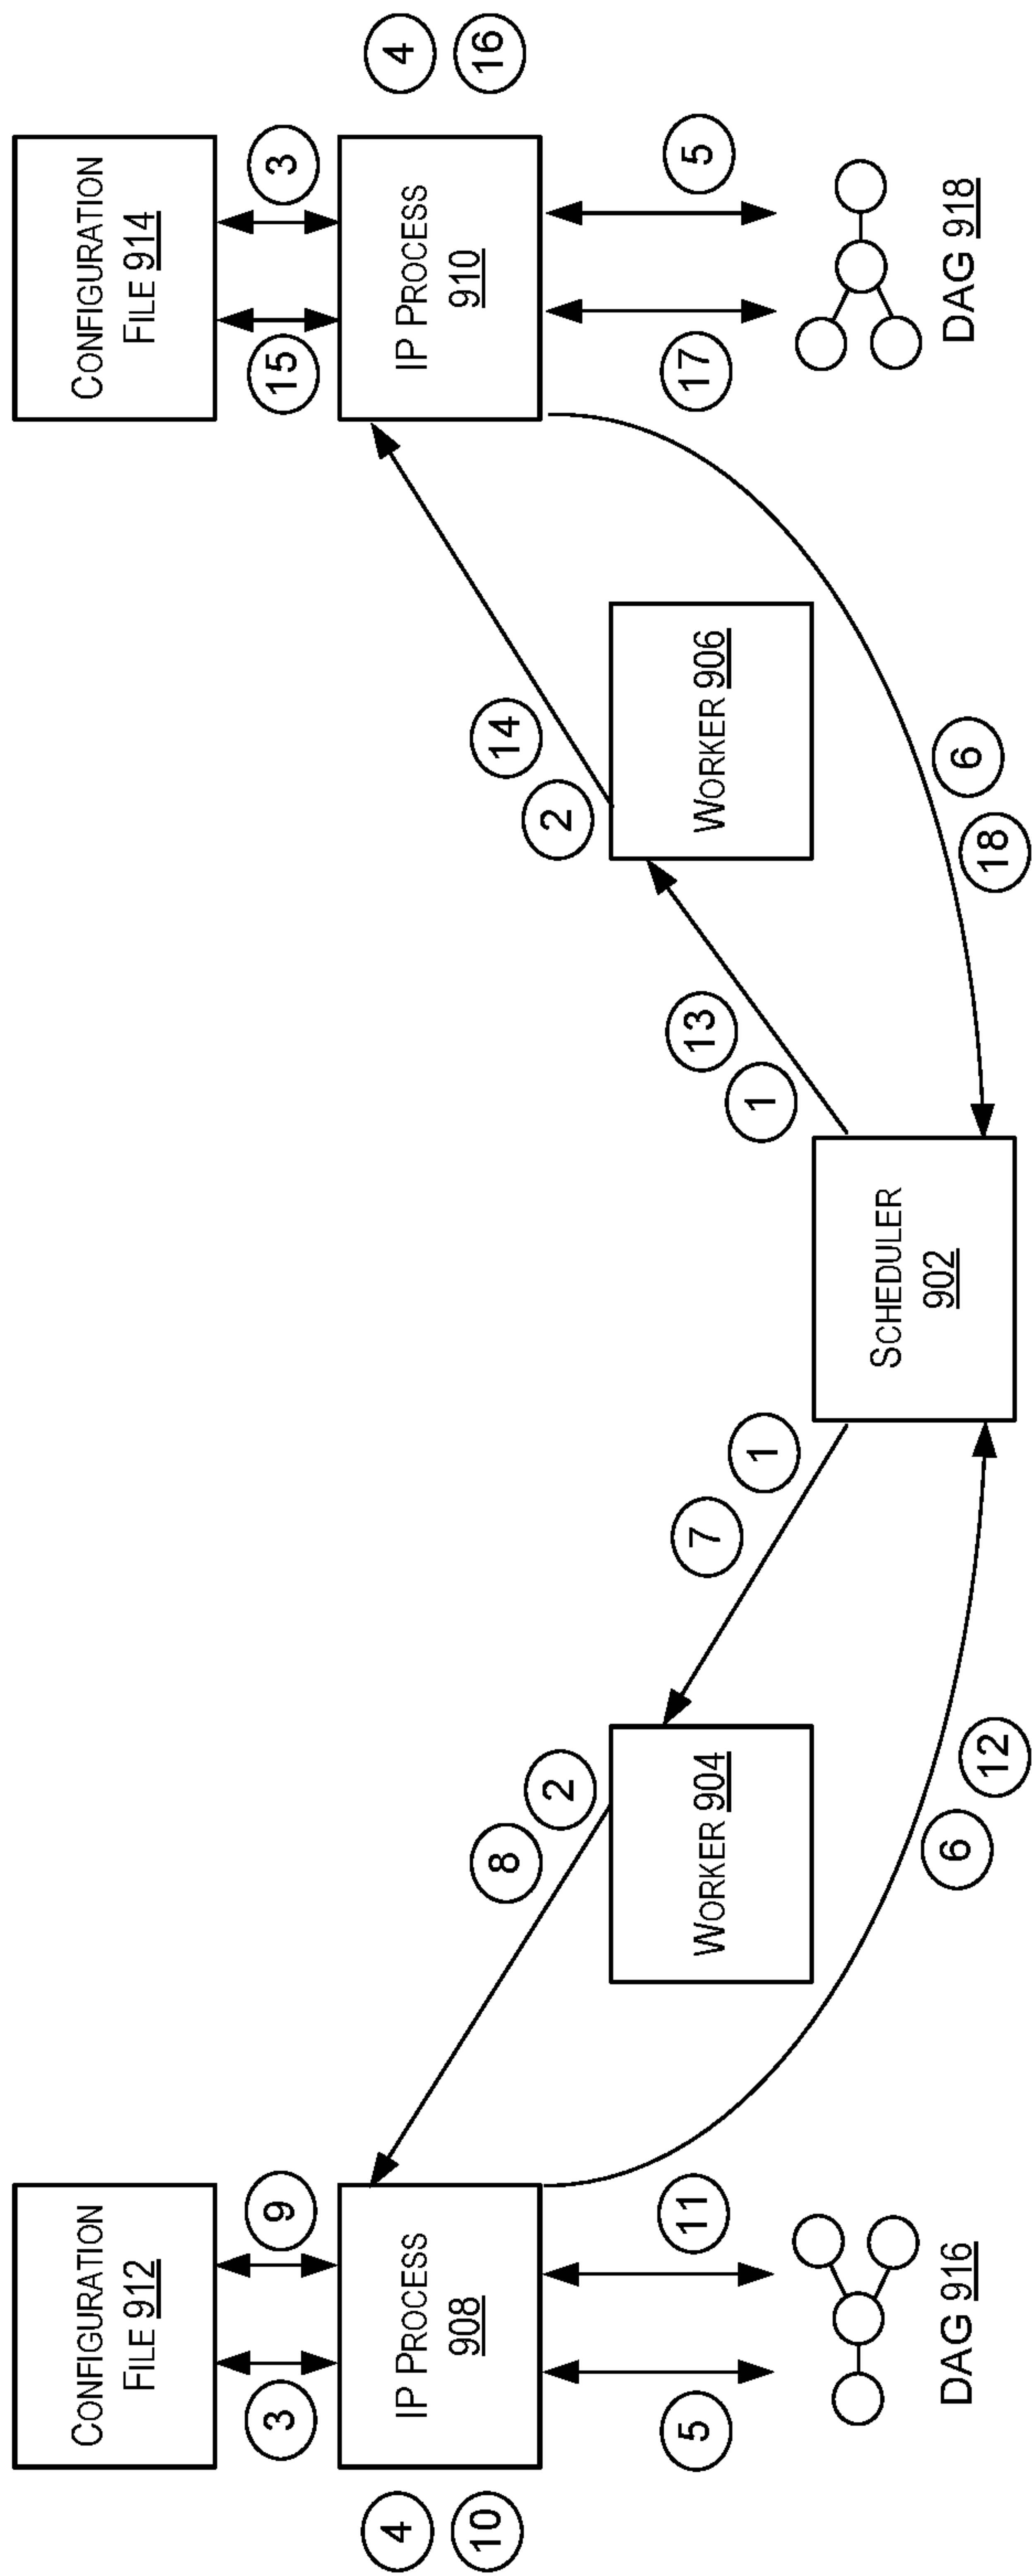 CONFIGURATION
FILE 912
CONFIGURATION
FILE 914
3
9
15
3
4
10
IP PROCESS
908
IP PROCESS
910
4
16
8
2
2
14
5
11
WORKER 904
7
1
1
13
WORKER 906
17
5
SCHEDULER
902
DAG 916
6
12
18
6
DAG 918